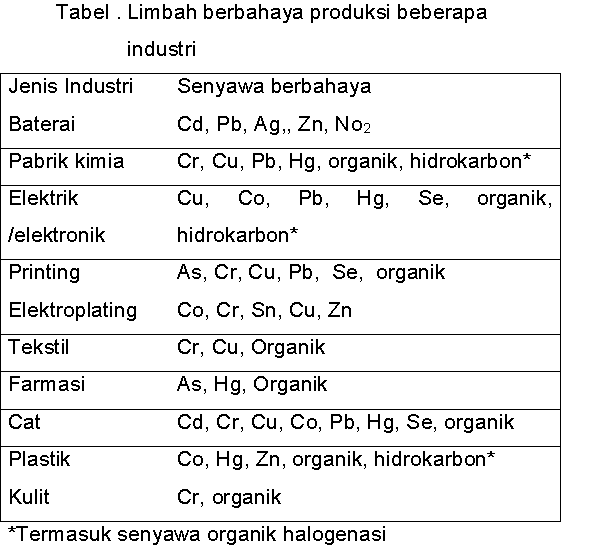 Tabel . Limbah berbahaya produksi beberapa
industri
Jenis Industri Senyawa berbahaya
Baterai Cd, Pb, Ag,, Zn, No₂
Pabrik kimia Cr, Cu, Pb, Hg, organik, hidrokarbon*
Elektrik Cu, Co, Pb, Hg, Se, organik,
/elektronik hidrokarbon*
Printing As, Cr, Cu, Pb, Se, organik
Elektroplating Co, Cr, Sn, Cu, Zn
Tekstil Cr, Cu, Organik
Farmasi As, Hg, Organik
Cat Cd, Cr, Cu, Co, Pb, Hg, Se, organik
Plastik Co, Hg, Zn, organik, hidrokarbon*
Kulit Cr, organik
*Termasuk senyawa organik halogenasi